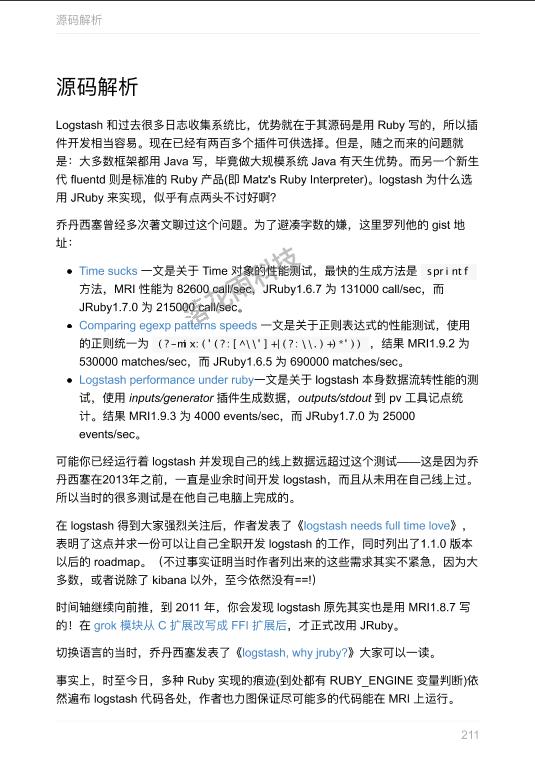 源码解析
源码解析
Logstash 和过去很多日志收集系统比，优势就在于其源码是用 Ruby 写的，所以插
件开发相当容易。现在已经有两百多个插件可供选择。但是，随之而来的问题就
是：大多数框架都用 Java 写，毕竟做大规模系统 Java 有天生优势。而另一个新生
代 fluentd 则是标准的 Ruby 产品(即 Matz's Ruby Interpreter)。logstash 为什么选
用 JRuby 来实现，似乎有点两头不讨好啊?
乔丹西塞曾经多次著文聊过这个问题。为了避凑字数的嫌，这里罗列他的 gist 地
址：
● Time sucks 一文是关于 Time 对象的性能测试，最快的生成方法是 sprintf
方法，MRI 性能为 82600 call/sec，JRuby1.6.7 为 131000 call/sec，而
JRuby1.7.0 为 215000 call/sec。
● Comparing egexp patterns speeds 一文是关于正则表达式的性能测试，使用
的正则统一为 (?-mix:('(?:[^\\']+|(?:\\.)+)*')) ，结果 MRI1.9.2 为
530000 matches/sec，而 JRuby1.6.5 为 690000 matches/sec。
● Logstash performance under ruby一文是关于 logstash 本身数据流转性能的测
试，使用 inputs/generator 插件生成数据，outputs/stdout 到 pv 工具记点统
计。结果 MRI1.9.3 为 4000 events/sec，而 JRuby1.7.0 为 25000
events/sec。
可能你已经运行着 logstash 并发现自己的线上数据远超过这个测试——这是因为乔
丹西塞在2013年之前，一直是业余时间开发 logstash，而且从未用在自己线上过。
所以当时的很多测试是在他自己电脑上完成的。
在 logstash 得到大家强烈关注后，作者发表了《logstash needs full time love》，
表明了这点并求一份可以让自己全职开发 logstash 的工作，同时列出了1.1.0 版本
以后的 roadmap。（不过事实证明当时作者列出来的这些需求其实不紧急，因为大
多数，或者说除了 kibana 以外，至今依然没有==!）
时间轴继续向前推，到 2011 年，你会发现 logstash 原先其实也是用 MRI1.8.7 写
的！在 grok 模块从 C 扩展改写成 FFI 扩展后，才正式改用 JRuby。
切换语言的当时，乔丹西塞发表了《logstash, why jruby?》大家可以一读。
事实上，时至今日，多种 Ruby 实现的痕迹(到处都有 RUBY_ENGINE 变量判断)依
然遍布 logstash 代码各处，作者也力图保证尽可能多的代码能在 MRI 上运行。
落花雨科技
211